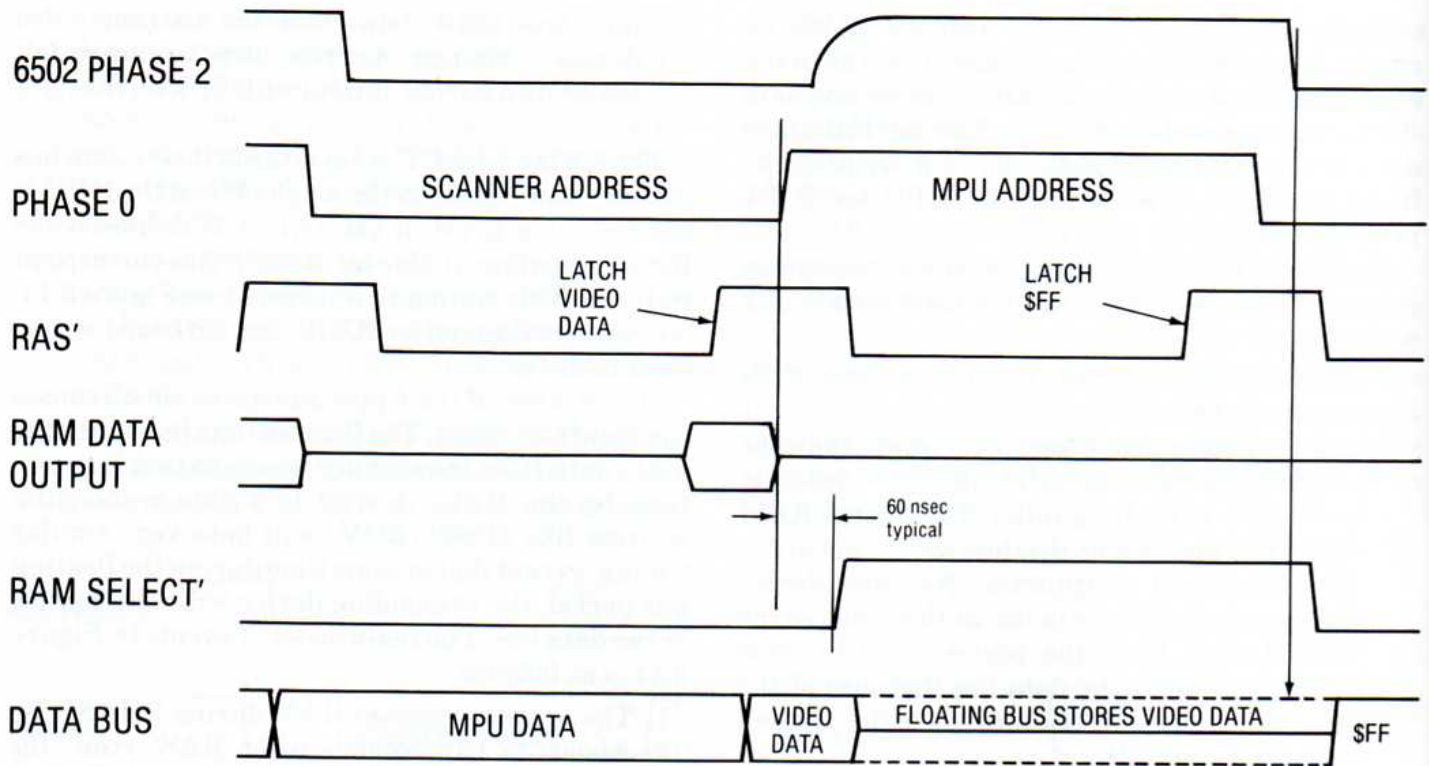 6502 PHASE 2
PHASE 0
SCANNER ADDRESS
MPU ADDRESS
RAS'
LATCH
VIDEO
DATA
LATCH
$FF
RAM DATA
OUTPUT
60 nsec
typical
RAM SELECT'
DATA BUS
MPU DATA
VIDEO
DATA
FLOATING BUS STORES VIDEO DATA
$FF